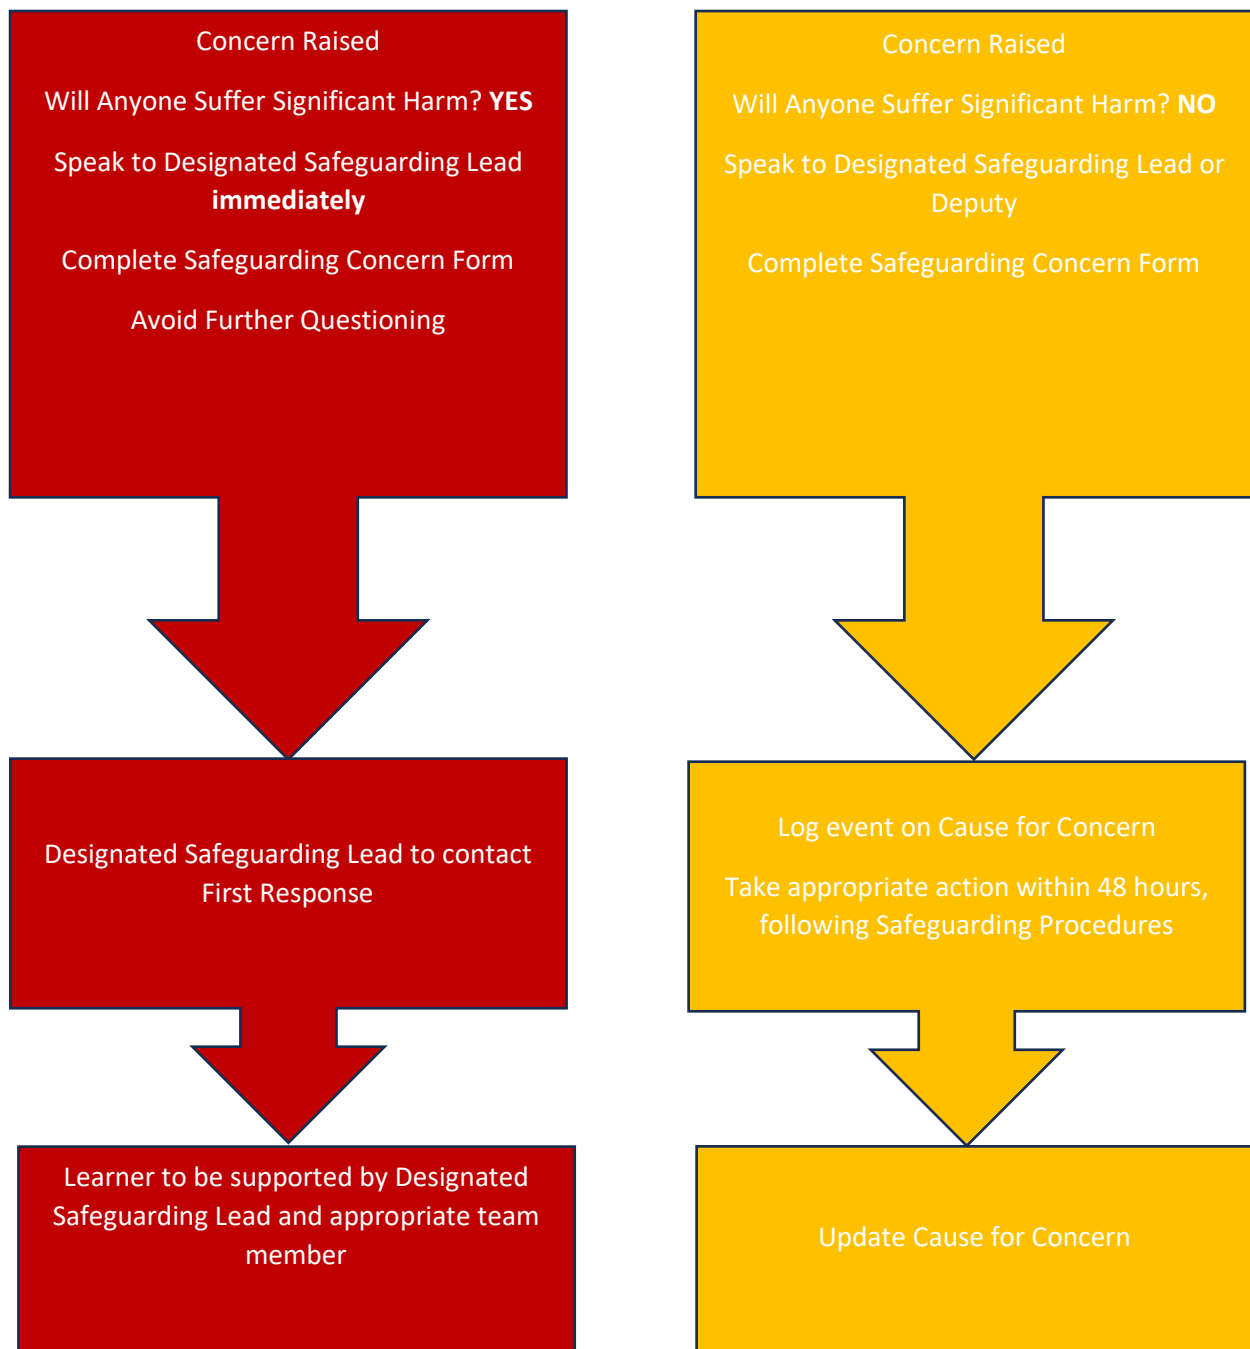 Concern Raised
Will Anyone Suffer Significant Harm? YES
Speak to Designated Safeguarding Lead
immediately
Complete Safeguarding Concern Form
Avoid Further Questioning
Designated Safeguarding Lead to contact
First Response
Learner to be supported by Designated
Safeguarding Lead and appropriate team
member
Concern Raised
Will Anyone Suffer Significant Harm? NO
Speak to Designated Safeguarding Lead or
Deputy
Complete Safeguarding Concern Form
Log event on Cause for Concern
Take appropriate action within 48 hours,
following Safeguarding Procedures
Update Cause for Concern